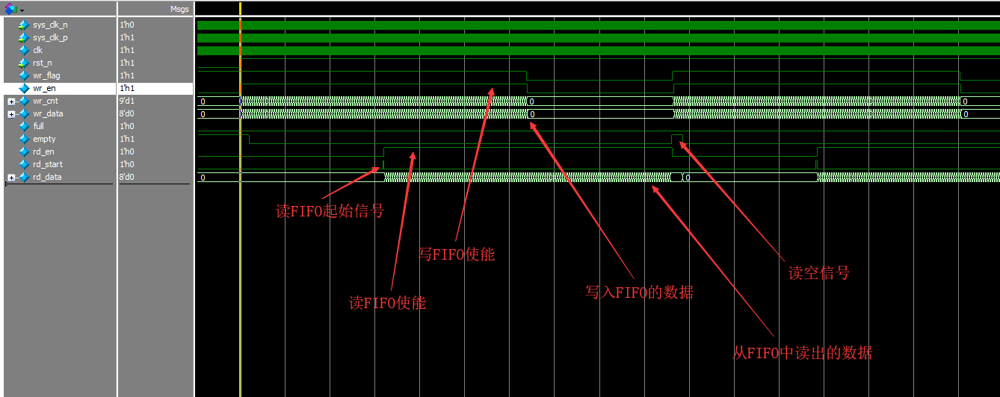 Msgs
sys_clk_n 1'h0
sys_clk_p 1'h1
clk 1'h1
rst_n 1'h1
wr_flag 1'h1
wr_en 1'h1
wr_cnt 9'd1 0 0 0
wr_data 8'd0 0 0 0
full 1'h0
empty 1'h1
rd_en 1'h0
rd_start 1'h0
rd_data 8'd0 0 0
读FIFO起始信号
写FIFO使能
读空信号
写入FIFO的数据
读FIFO使能
从FIFO中读出的数据